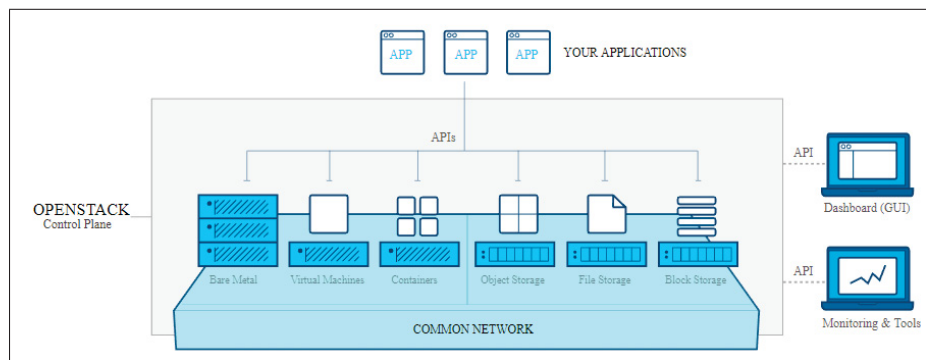 APP APP APP YOUR APPLICATIONS
APIs
API
OPENSTACK
Control Plane
Dashboard (GUI)
Bare Metal Virtual Machines Containers Object Storage File Storage Block Storage
API
COMMON NETWORK
Monitoring & Tools